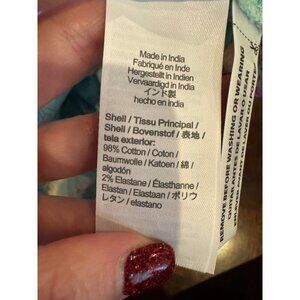 Made in India
Fabriqué en Inde
Hergestellt in Indien
Vervaardigd in India
インド製
hecho en india
Shell / Tissu Principal /
Shell / Bovenstof / 表地 /
tela exterior:
98% Cotton / Coton /
Baumwolle / Katoen / 綿 /
algodón
2% Elastane / Élasthanne /
Elastan / Elastaan / ポリウ
レタン / elastano
REMOVE BEFORE WASHING OR WEARING